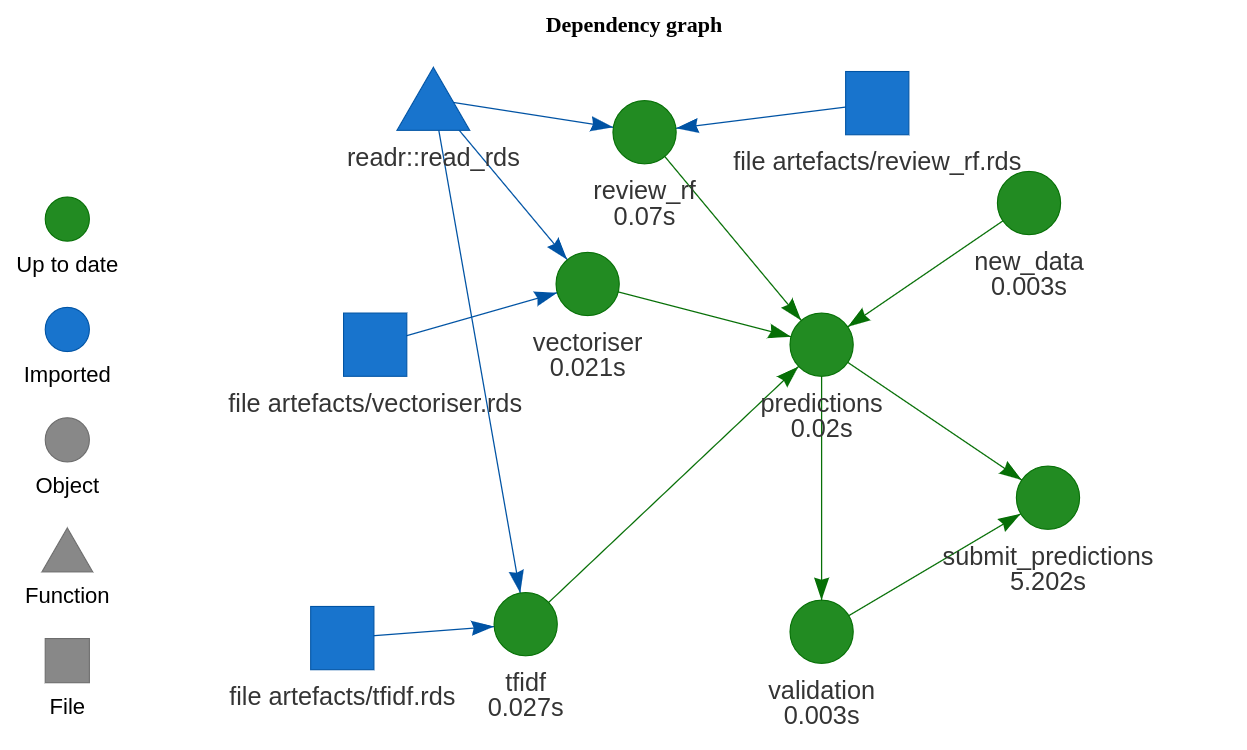 Dependency graph
readr::read_rds
file artefacts/review_rf.rds
review_rf
0.07s
new_data
0.003s
vectoriser
0.021s
file artefacts/vectoriser.rds
predictions
0.02s
submit_predictions
5.202s
file artefacts/tfidf.rds
tfidf
0.027s
validation
0.003s
Up to date
Imported
Object
Function
File